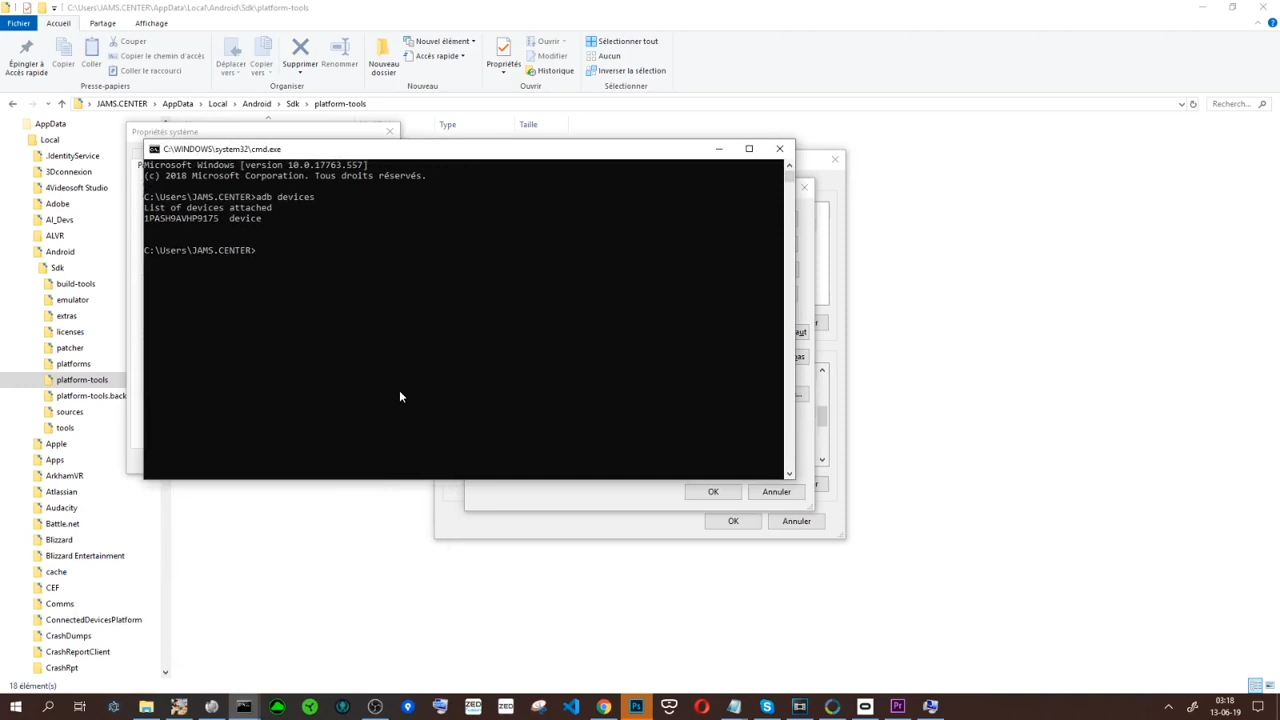 C:\Users\JAMS.CENTER\AppData\Local\Android\Sdk\platform-tools
Fichier
Accueil
Partage
Affichage
Épingler à
Accès rapide
Copier
Coller
Couper
Copier le chemin d'accès
Coller le raccourci
Presse-papiers
Déplacer
vers
Copier
vers
Supprimer
Renommer
Organiser
Nouveau
dossier
Nouvel élément
Accès rapide
Nouveau
Propriétés
Ouvrir
Modifier
Historique
Ouvrir
Sélectionner tout
Aucun
Inverser la sélection
Sélectionner
JAMS.CENTER > AppData > Local > Android > Sdk > platform-tools
Recherc...
Type
Taille
AppData
Local
.IdentityService
3Dconnexion
4Videosoft Studio
Adobe
AI_Devs
ALVR
Android
Sdk
build-tools
emulator
extras
licenses
patcher
platforms
platform-tools
platform-tools.back
sources
tools
Apple
Apps
ArkhamVR
Atlassian
Audacity
Battle.net
Blizzard
Blizzard Entertainment
cache
CEF
Comms
ConnectedDevicesPlatform
CrashDumps
CrashReportClient
CrashRpt
Propriétés système
C:\WINDOWS\system32\cmd.exe
Microsoft Windows [version 10.0.17763.557]
(c) 2018 Microsoft Corporation. Tous droits réservés.
C:\Users\JAMS.CENTER>adb devices
List of devices attached
1PASH9AVHP9175 device
C:\Users\JAMS.CENTER>
OK
Annuler
OK
Annuler
18 élément(s)
ZED
ZED
03:18
13-06-19